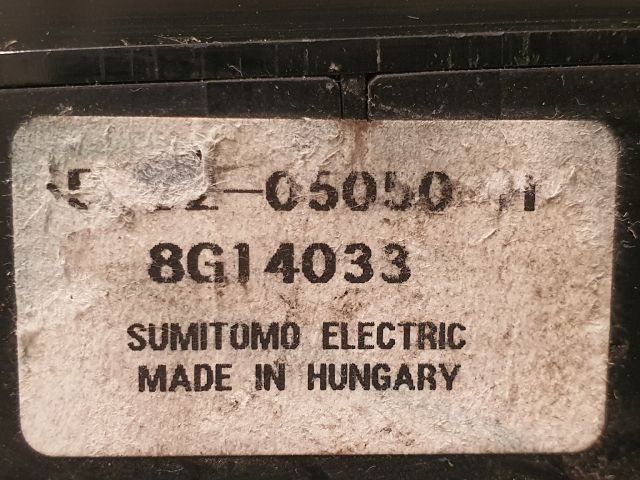 -05050
8G14033
SUMITOMO ELECTRIC
MADE IN HUNGARY